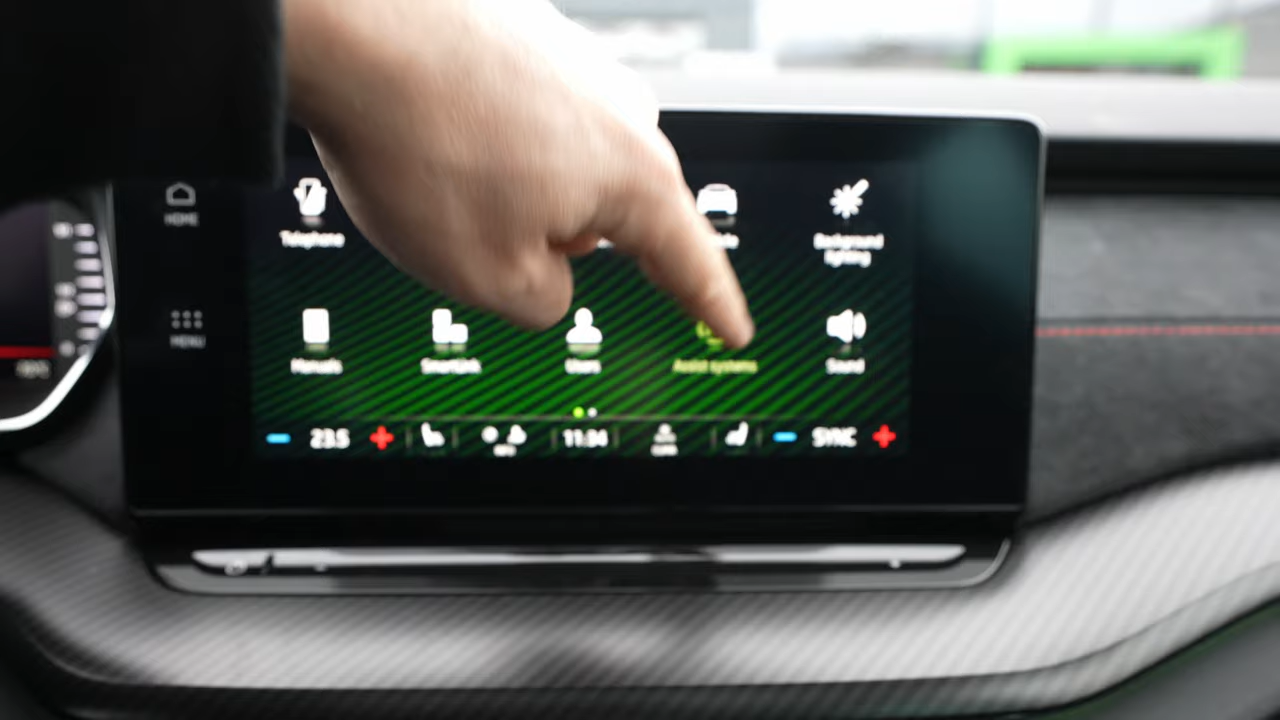 HOME
Telephone
Background
lighting
MENU
Manuals
SmartLink
Users
Assist systems
Sound
23.5
11:34
SYNC